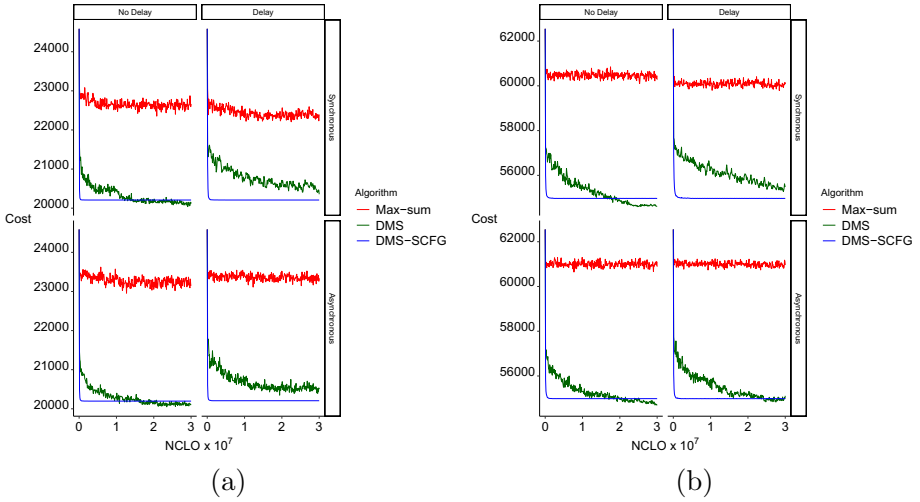 No Delay Delay
24000
23000
22000
21000
20000
Synchronous
Cost
24000
23000
22000
21000
20000
Asynchronous
0 1 2 3 0 1 2 3
NCLO x 10^7
Algorithm
Max−sum
DMS
DMS−SCFG
(a)
No Delay Delay
62000
60000
58000
56000
Synchronous
Cost
62000
60000
58000
56000
Asynchronous
0 1 2 3 0 1 2 3
NCLO x 10^7
Algorithm
Max−sum
DMS
DMS−SCFG
(b)